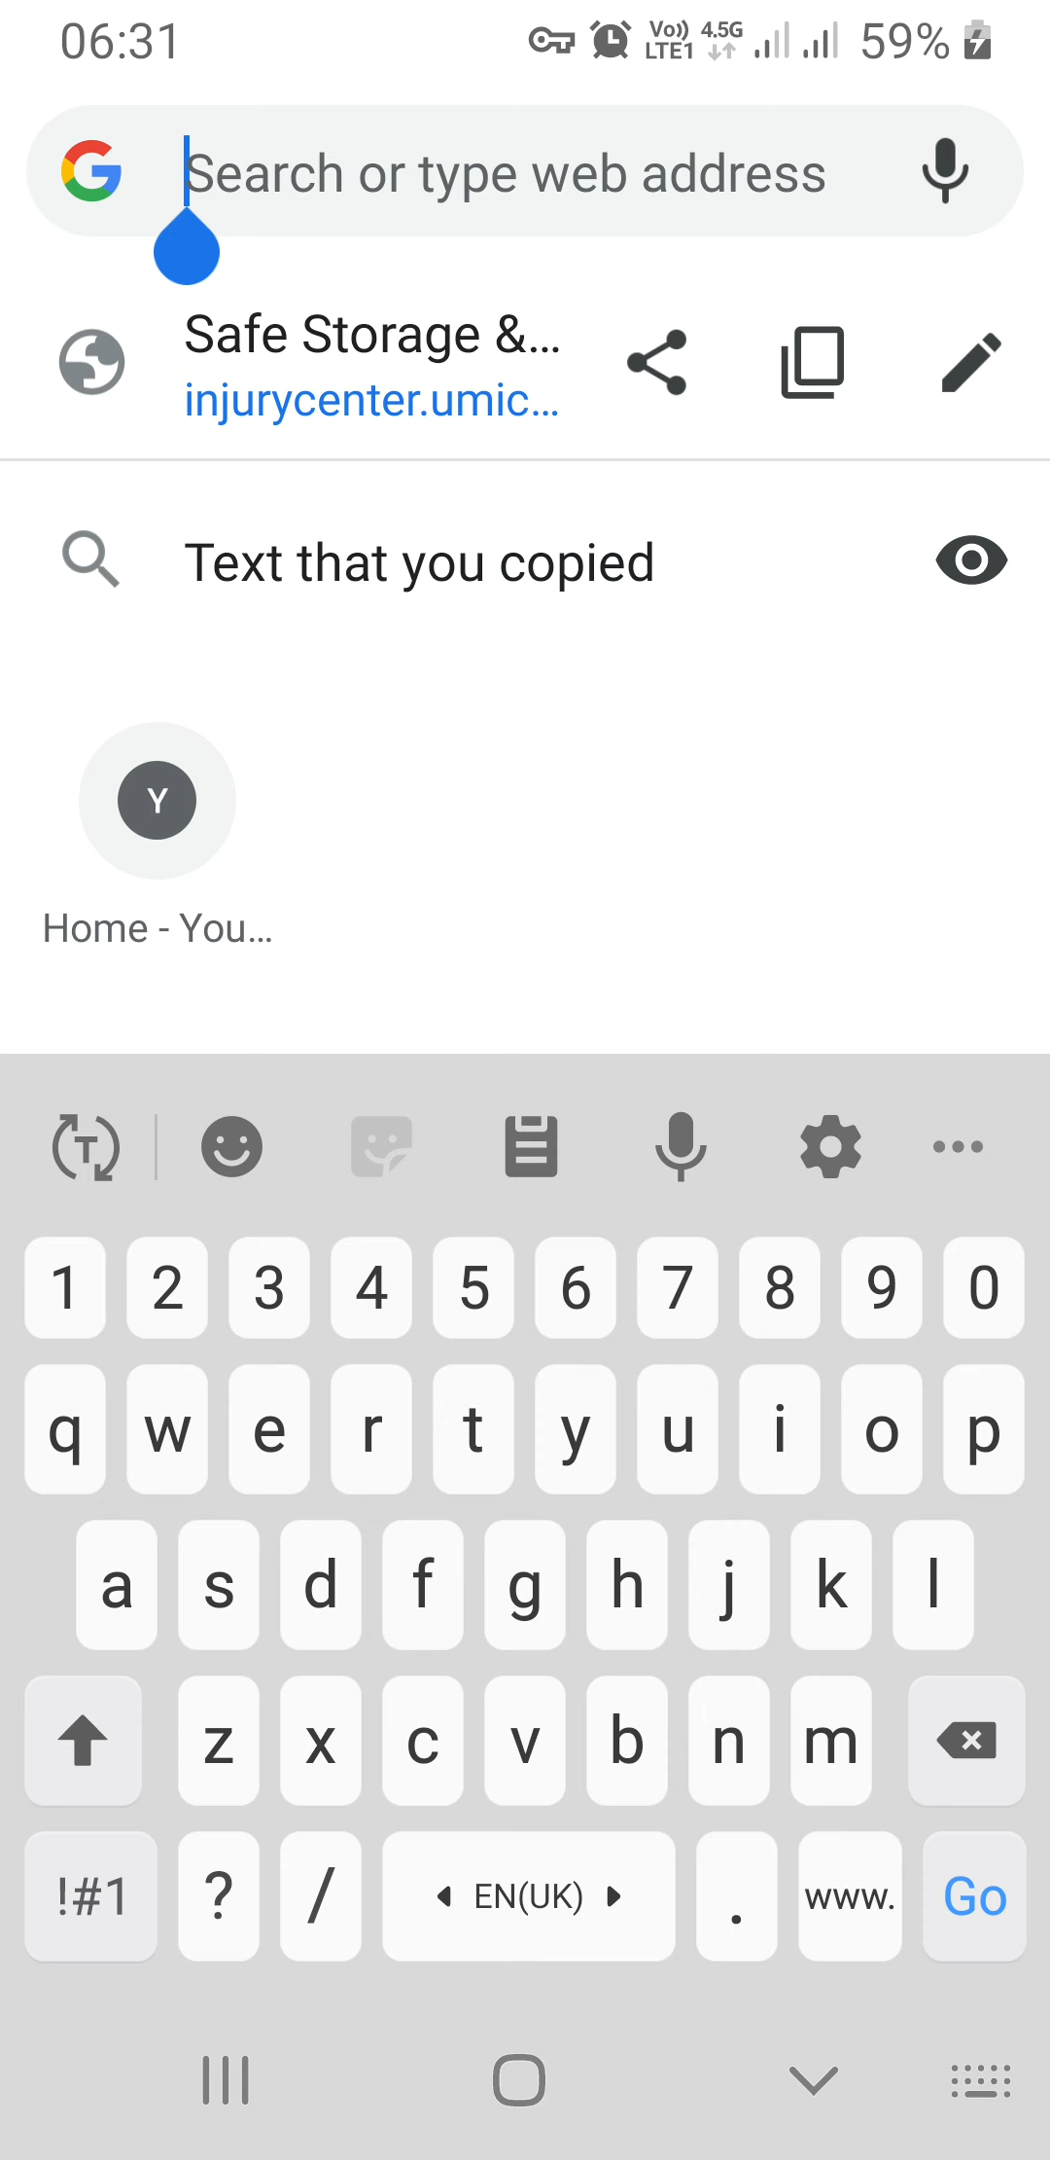 06:31 Vo)) LTE1 4.5G 59%
Search or type web address
Safe Storage &...
injurycenter.umic...
Text that you copied
Y
Home - You...
T
1 2 3 4 5 6 7 8 9 0
q w e r t y u i o p
a s d f g h j k l
z x c v b n m
!#1 ? / EN(UK) . www. Go